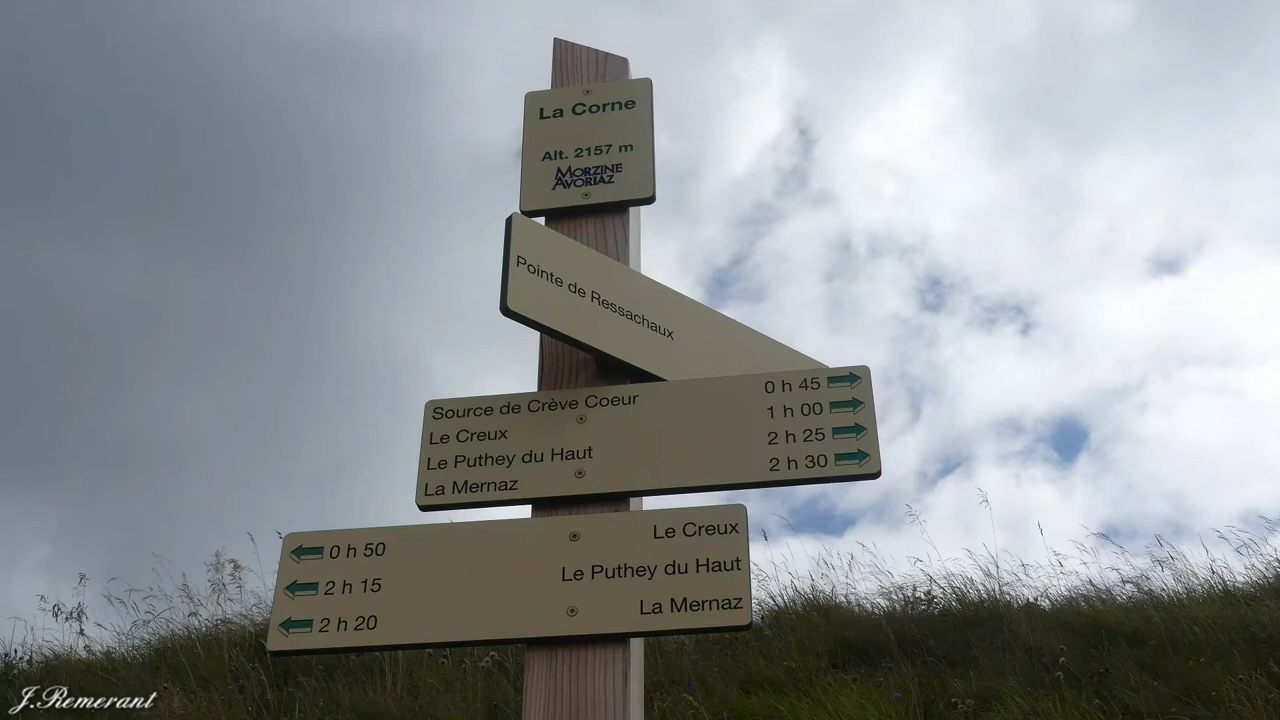 La Corne
Alt. 2157 m
MORZINE
AVORIAZ
Pointe de Ressachaux
Source de Crève Coeur 0 h 45
Le Creux 1 h 00
Le Puthey du Haut 2 h 25
La Mernaz 2 h 30
0 h 50 Le Creux
2 h 15 Le Puthey du Haut
2 h 20 La Mernaz
J.Remerant